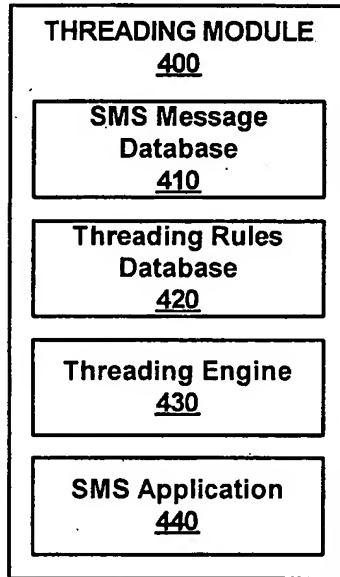 THREADING MODULE
400
SMS Message
Database
410
Threading Rules
Database
420
Threading Engine
430
SMS Application
440